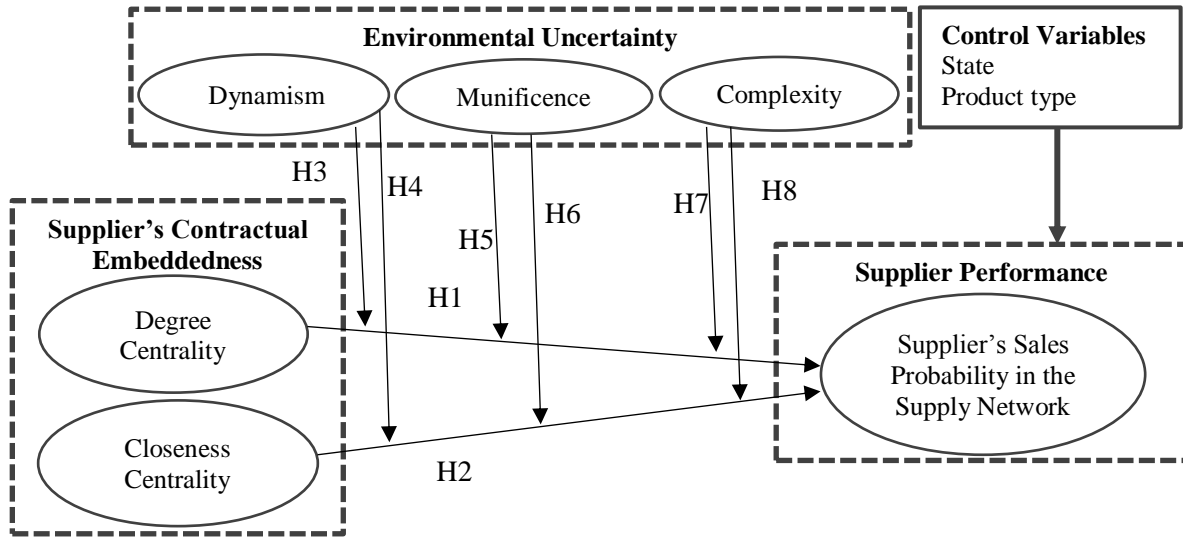 Environmental Uncertainty
Dynamism
Munificence
Complexity
Control Variables
State
Product type
H3
H4
H5
H6
H7
H8
Supplier’s Contractual
Embeddedness
Degree
Centrality
Closeness
Centrality
H1
H2
Supplier Performance
Supplier’s Sales
Probability in the
Supply Network